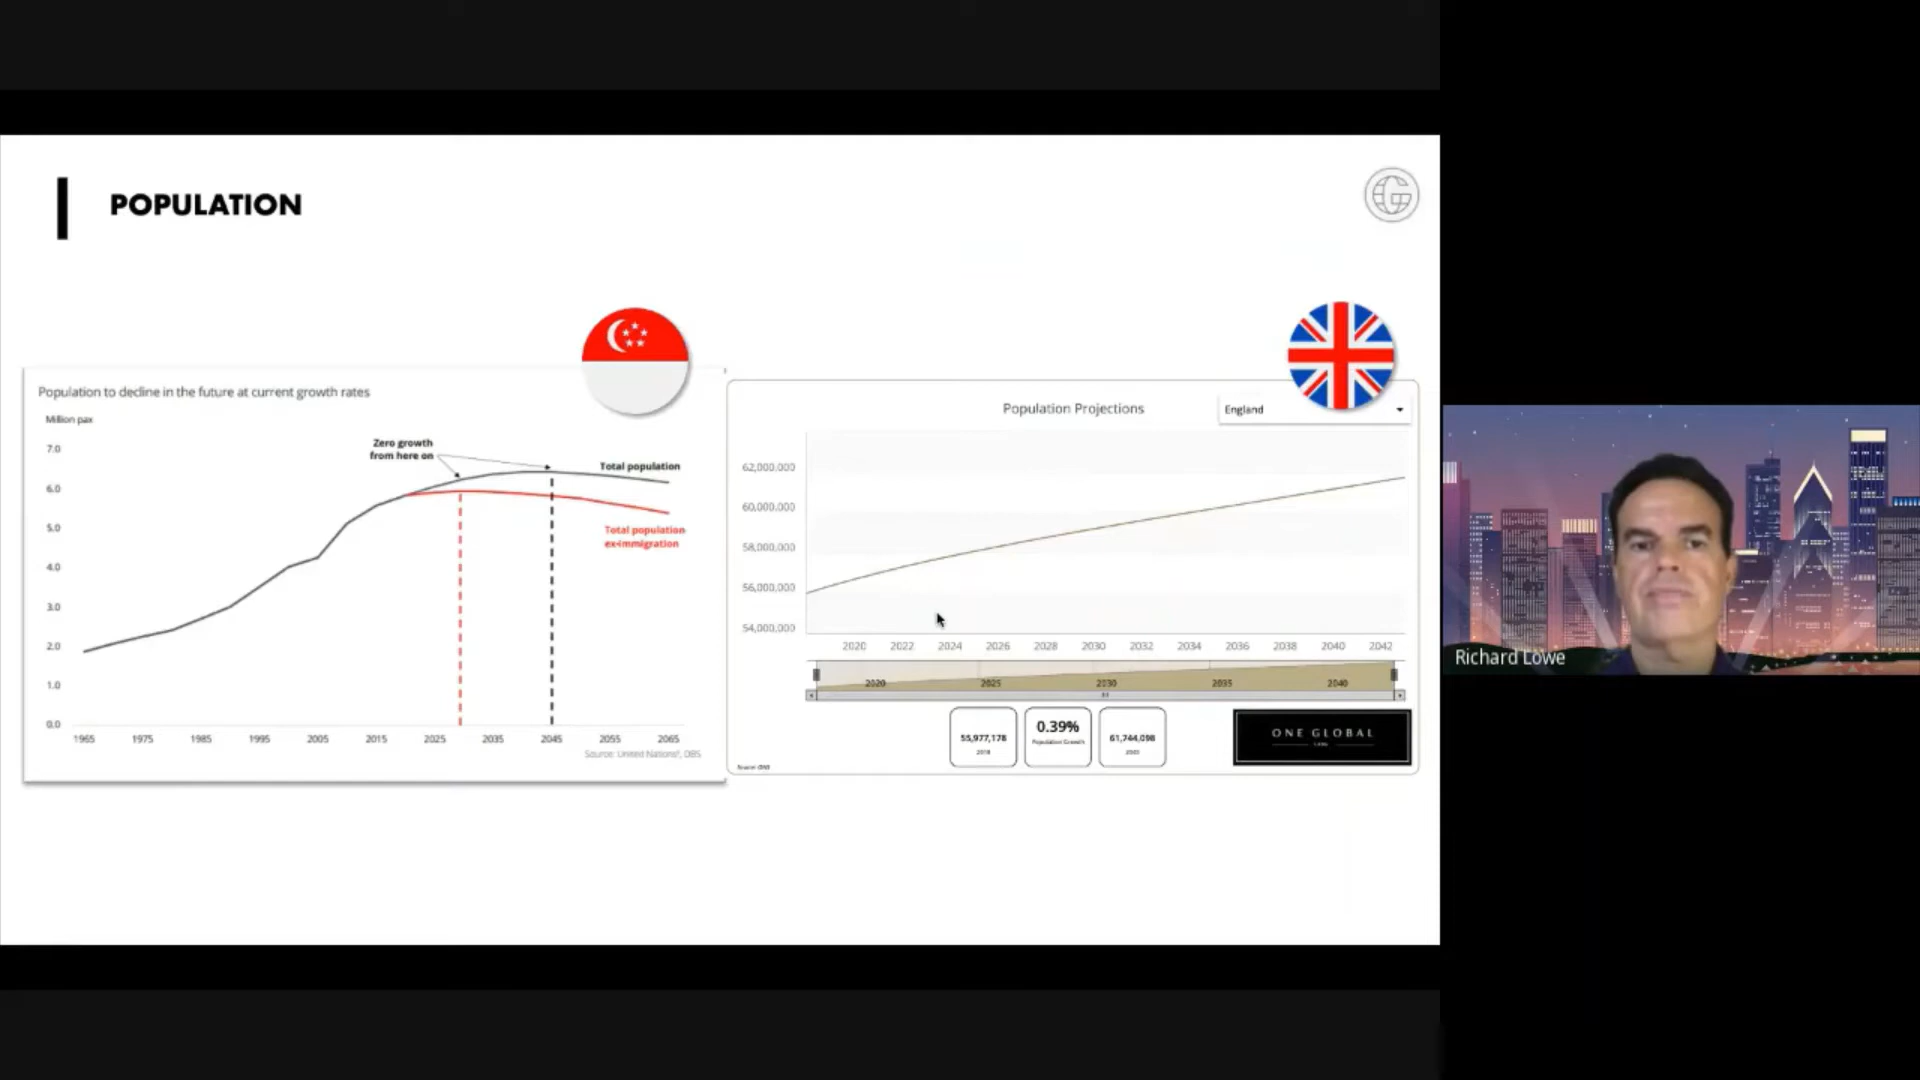 POPULATION
Population to decline in the future at current growth rates
Million pax
7.0
6.0
5.0
4.0
3.0
2.0
1.0
0.0
Zero growth
from here on
Total population
Total population
ex-immigration
1965 1975 1985 1995 2005 2015 2025 2035 2045 2055 2065
Source: United Nations, DBS
Population Projections
England
62,000,000
60,000,000
58,000,000
56,000,000
54,000,000
2020 2022 2024 2026 2028 2030 2032 2034 2036 2038 2040 2042
2020 2025 2030 2035 2040
55,977,178
2018
0.39%
Population Growth
61,744,098
ONE GLOBAL
Source: ONS
Richard Lowe